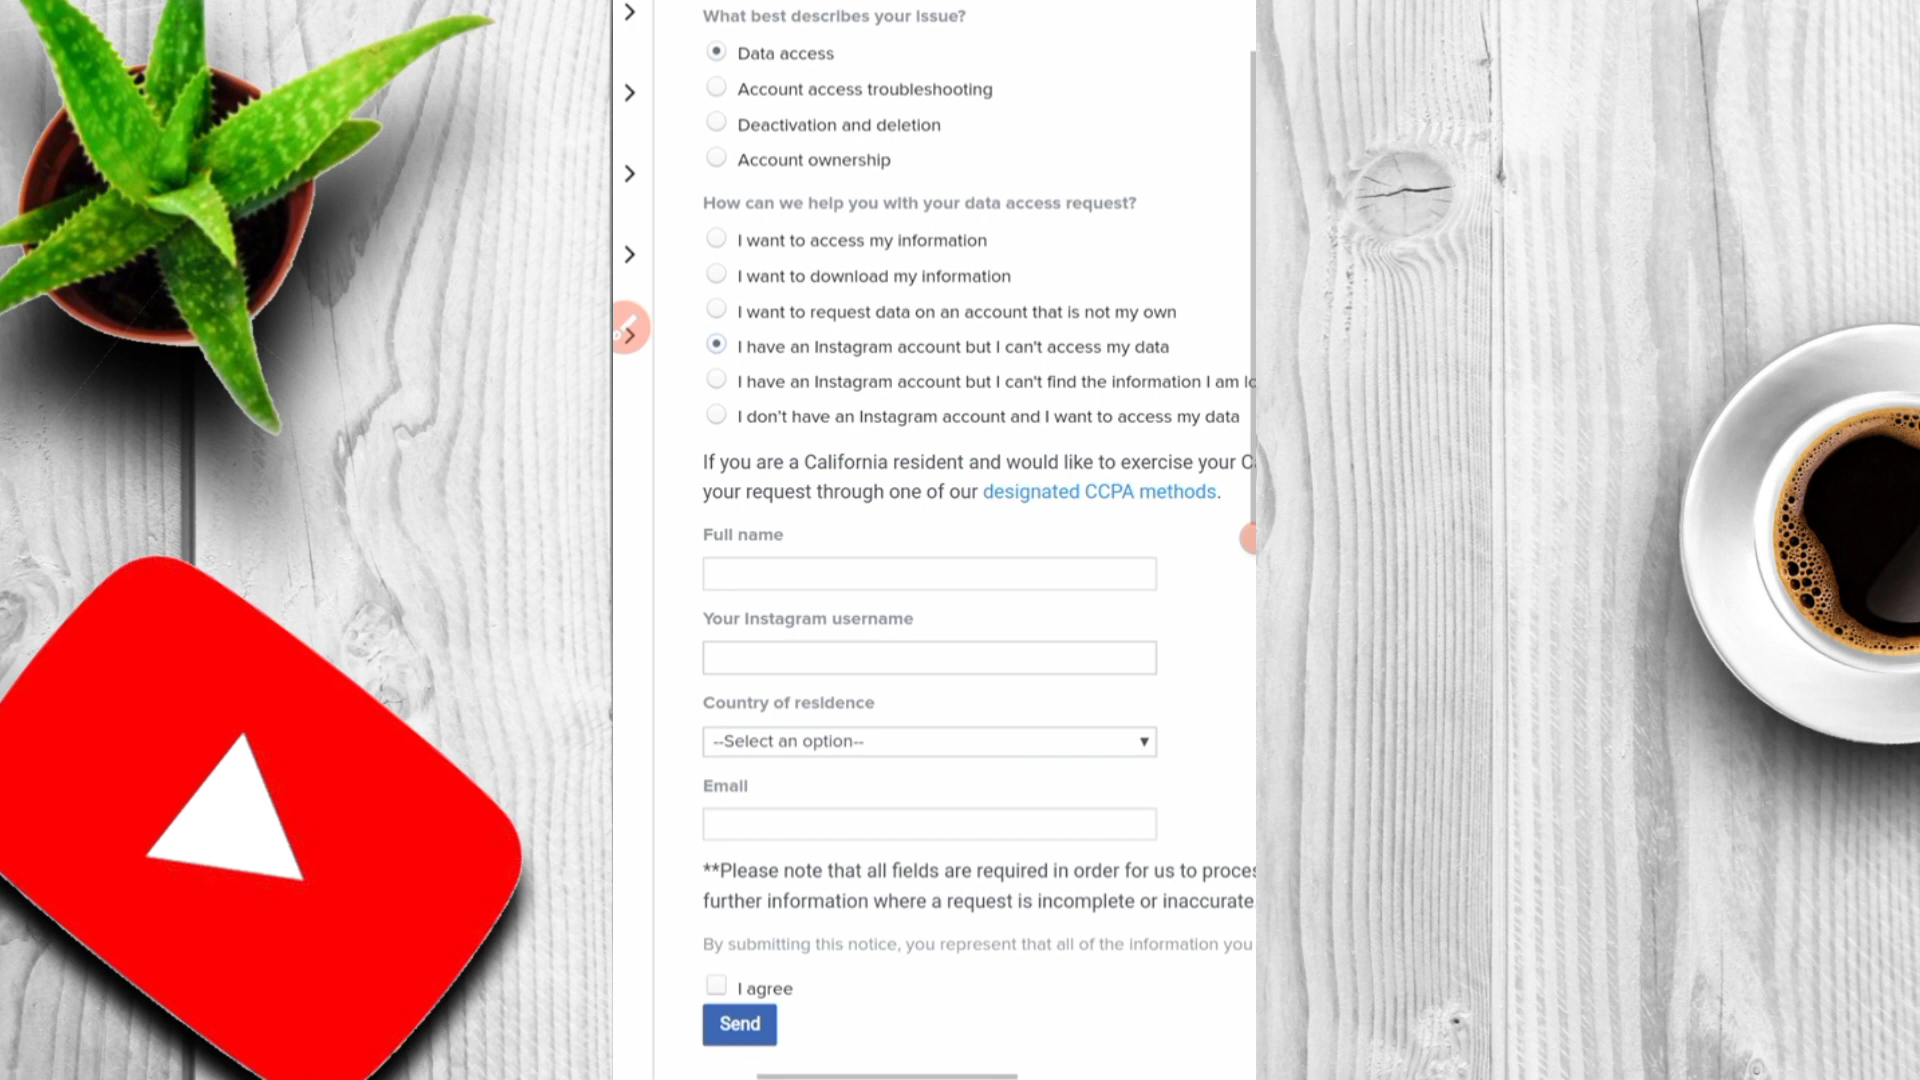 What best describes your issue?
Data access
Account access troubleshooting
Deactivation and deletion
Account ownership
How can we help you with your data access request?
I want to access my information
I want to download my information
I want to request data on an account that is not my own
I have an Instagram account but I can't access my data
I have an Instagram account but I can't find the information I am
I don't have an Instagram account and I want to access my data
If you are a California resident and would like to exercise your
your request through one of our designated CCPA methods.
Full name
Your Instagram username
Country of residence
--Select an option--
Email
**Please note that all fields are required in order for us to
further information where a request is incomplete or inaccurate
By submitting this notice, you represent that all of the information you
I agree
Send